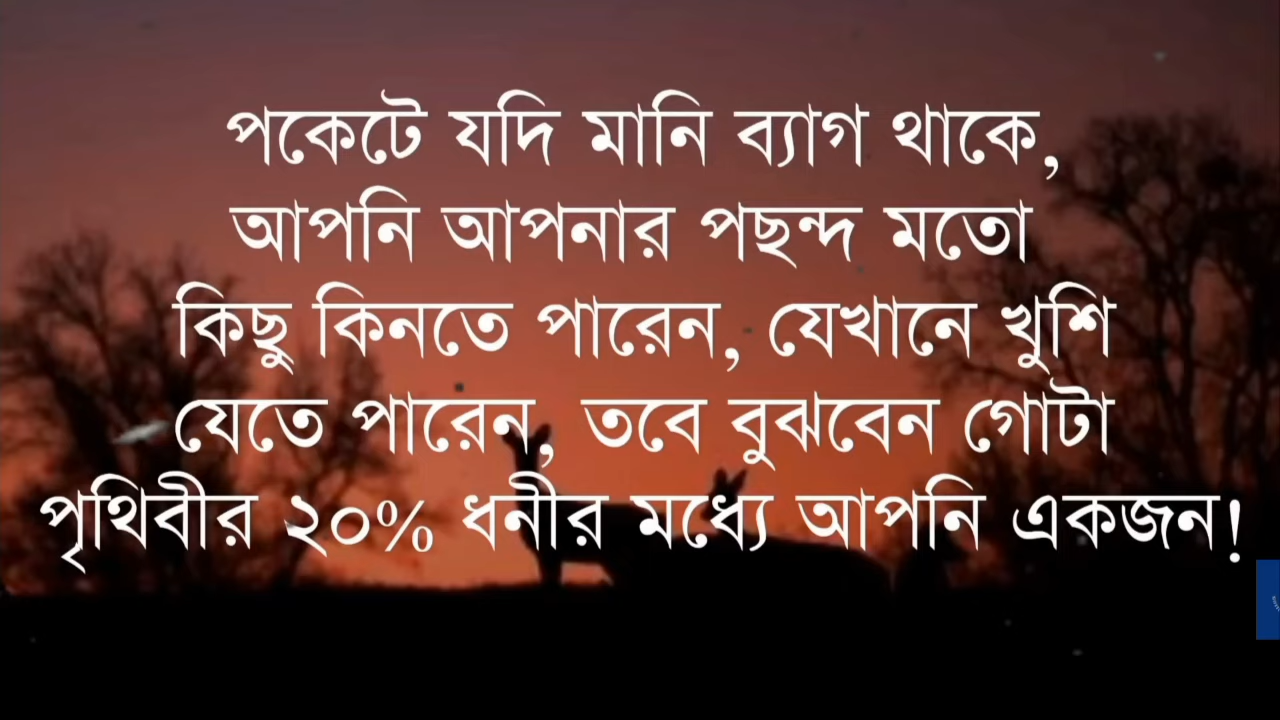 পকেটে যদি মানি ব্যাগ থাকে,
আপনি আপনার পছন্দ মতো
কিছু কিনতে পারেন, যেখানে খুশি
যেতে পারেন, তবে বুঝবেন গোটা
পৃথিবীর ২০% ধনীর মধ্যে আপনি একজন!